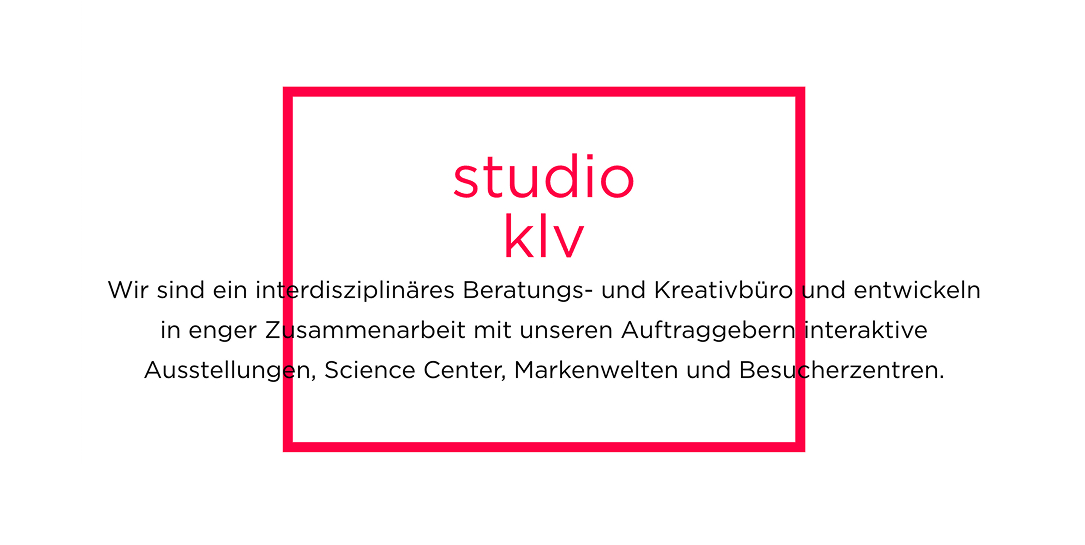 studio
klv
Wir sind ein interdisziplinäres Beratungs- und Kreativbüro und entwickeln
in enger Zusammenarbeit mit unseren Auftraggebern interaktive
Ausstellungen, Science Center, Markenwelten und Besucherzentren.